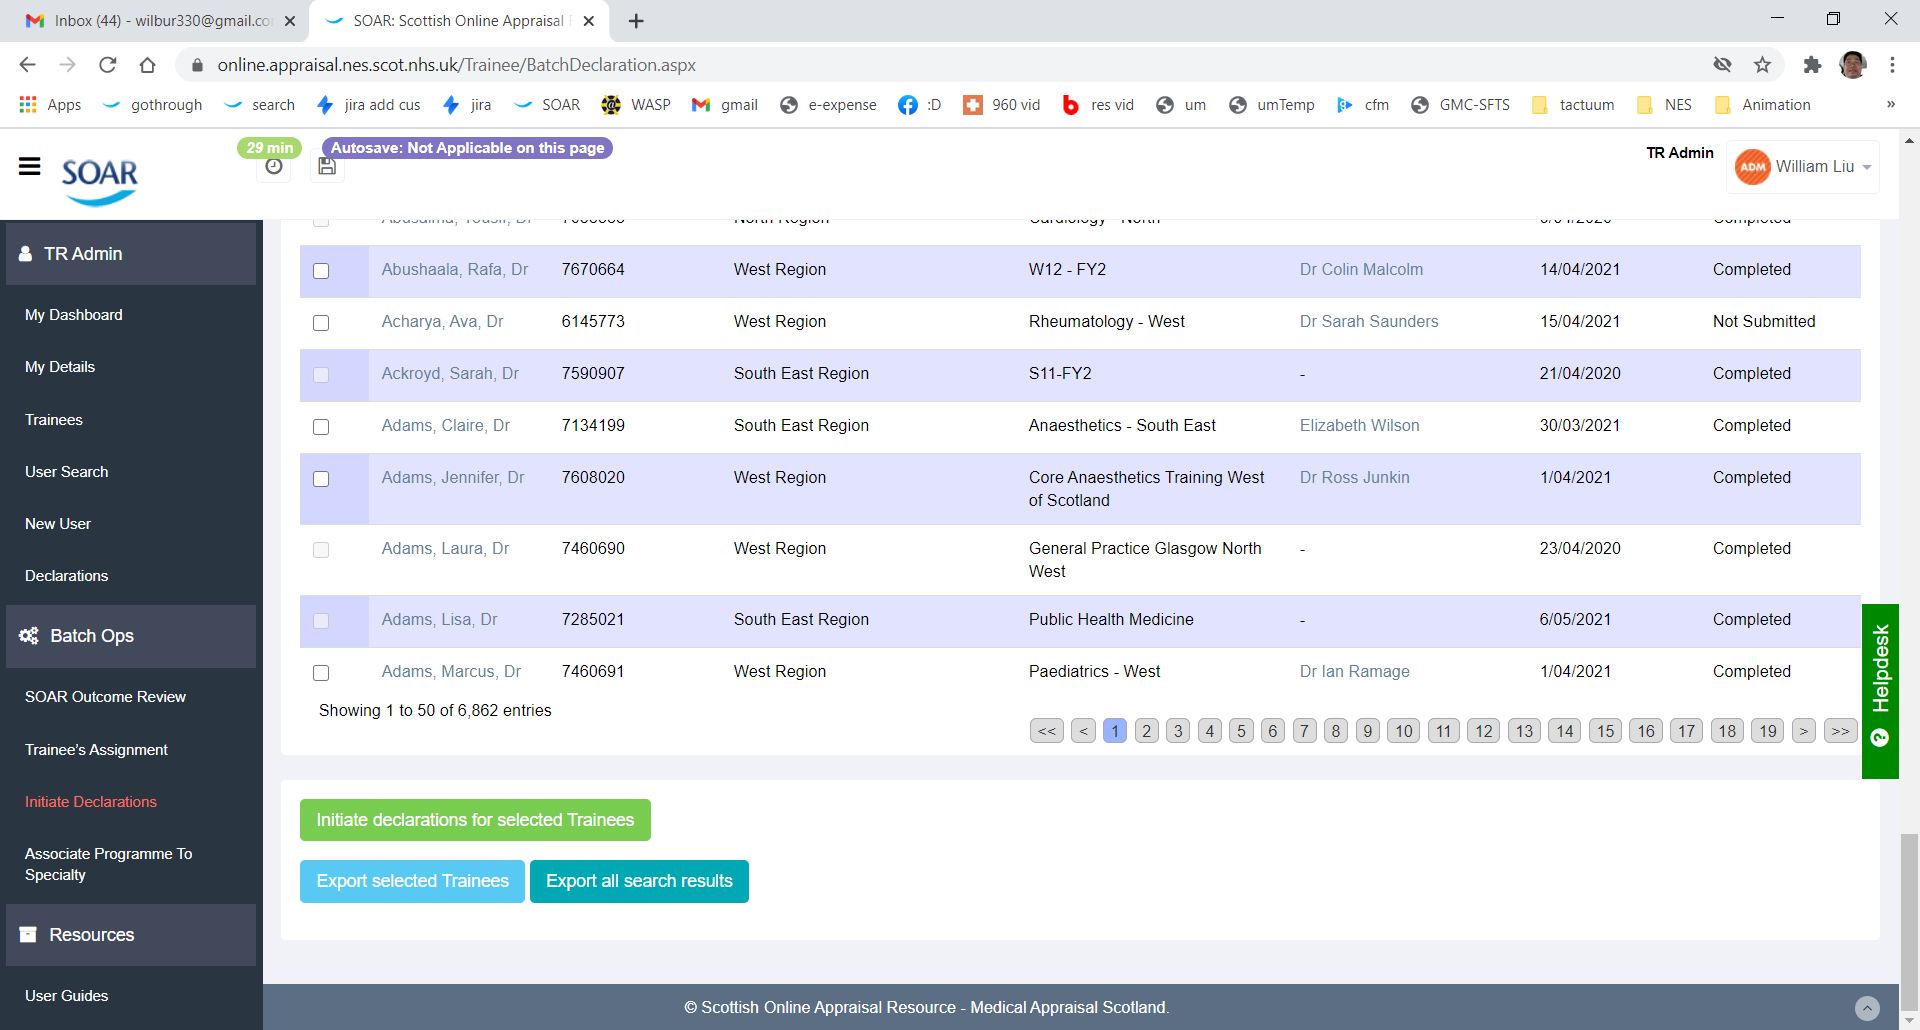 Inbox (44) - wilbur330@gmail.co
SOAR: Scottish Online Appraisal
online.appraisal.nes.scot.nhs.uk/Trainee/BatchDeclaration.aspx
Apps gothrough search jira add cus jira SOAR WASP gmail e-expense :D 960 vid res vid um umTemp cfm GMC-SFTS tactuum NES Animation »
29 min
Autosave: Not Applicable on this page
SOAR
TR Admin
ADM William Liu
TR Admin
My Dashboard
My Details
Trainees
User Search
New User
Declarations
Batch Ops
SOAR Outcome Review
Trainee's Assignment
Initiate Declarations
Associate Programme To
Specialty
Resources
User Guides
Abushaala, Rafa, Dr 7670664 West Region W12 - FY2 Dr Colin Malcolm 14/04/2021 Completed
Acharya, Ava, Dr 6145773 West Region Rheumatology - West Dr Sarah Saunders 15/04/2021 Not Submitted
Ackroyd, Sarah, Dr 7590907 South East Region S11-FY2 - 21/04/2020 Completed
Adams, Claire, Dr 7134199 South East Region Anaesthetics - South East Elizabeth Wilson 30/03/2021 Completed
Adams, Jennifer, Dr 7608020 West Region Core Anaesthetics Training West Dr Ross Junkin 1/04/2021 Completed
of Scotland
Adams, Laura, Dr 7460690 West Region General Practice Glasgow North - 23/04/2020 Completed
West
Adams, Lisa, Dr 7285021 South East Region Public Health Medicine - 6/05/2021 Completed
Adams, Marcus, Dr 7460691 West Region Paediatrics - West Dr Ian Ramage 1/04/2021 Completed
Showing 1 to 50 of 6,862 entries
<< < 1 2 3 4 5 6 7 8 9 10 11 12 13 14 15 16 17 18 19 > >>
Helpdesk
Initiate declarations for selected Trainees
Export selected Trainees Export all search results
© Scottish Online Appraisal Resource - Medical Appraisal Scotland.